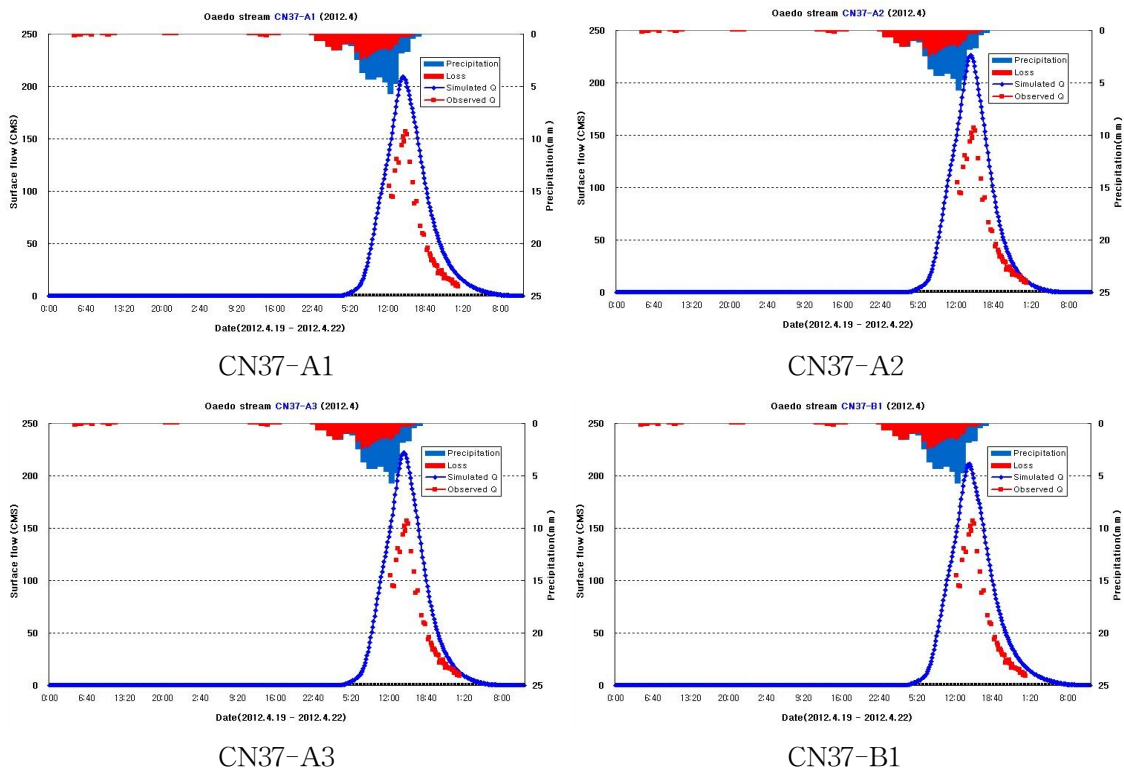 Oaedo stream CN37-A1 (2012.4)
250
200
150
100
50
0
Surface flow (CMS)
0
5
10
15
20
25
Precipitation(mm)
Precipitation
Loss
Simulated Q
Observed Q
0:00 6:40 13:20 20:00 2:40 9:20 16:00 22:40 5:20 12:00 18:40 1:20 8:00
Date(2012.4.19 - 2012.4.22)
CN37-A1
Oaedo stream CN37-A2 (2012.4)
250
200
150
100
50
0
Surface flow (CMS)
0
5
10
15
20
25
Precipitation(mm)
Precipitation
Loss
Simulated Q
Observed Q
0:00 6:40 13:20 20:00 2:40 9:20 16:00 22:40 5:20 12:00 18:40 1:20 8:00
Date(2012.4.19 - 2012.4.22)
CN37-A2
Oaedo stream CN37-A3 (2012.4)
250
200
150
100
50
0
Surface flow (CMS)
0
5
10
15
20
25
Precipitation(mm)
Precipitation
Loss
Simulated Q
Observed Q
0:00 6:40 13:20 20:00 2:40 9:20 16:00 22:40 5:20 12:00 18:40 1:20 8:00
Date(2012.4.19 - 2012.4.22)
CN37-A3
Oaedo stream CN37-B1 (2012.4)
250
200
150
100
50
0
Surface flow (CMS)
0
5
10
15
20
25
Precipitation(mm)
Precipitation
Loss
Simulated Q
Observed Q
0:00 6:40 13:20 20:00 2:40 9:20 16:00 22:40 5:20 12:00 18:40 1:20 8:00
Date(2012.4.19 - 2012.4.22)
CN37-B1